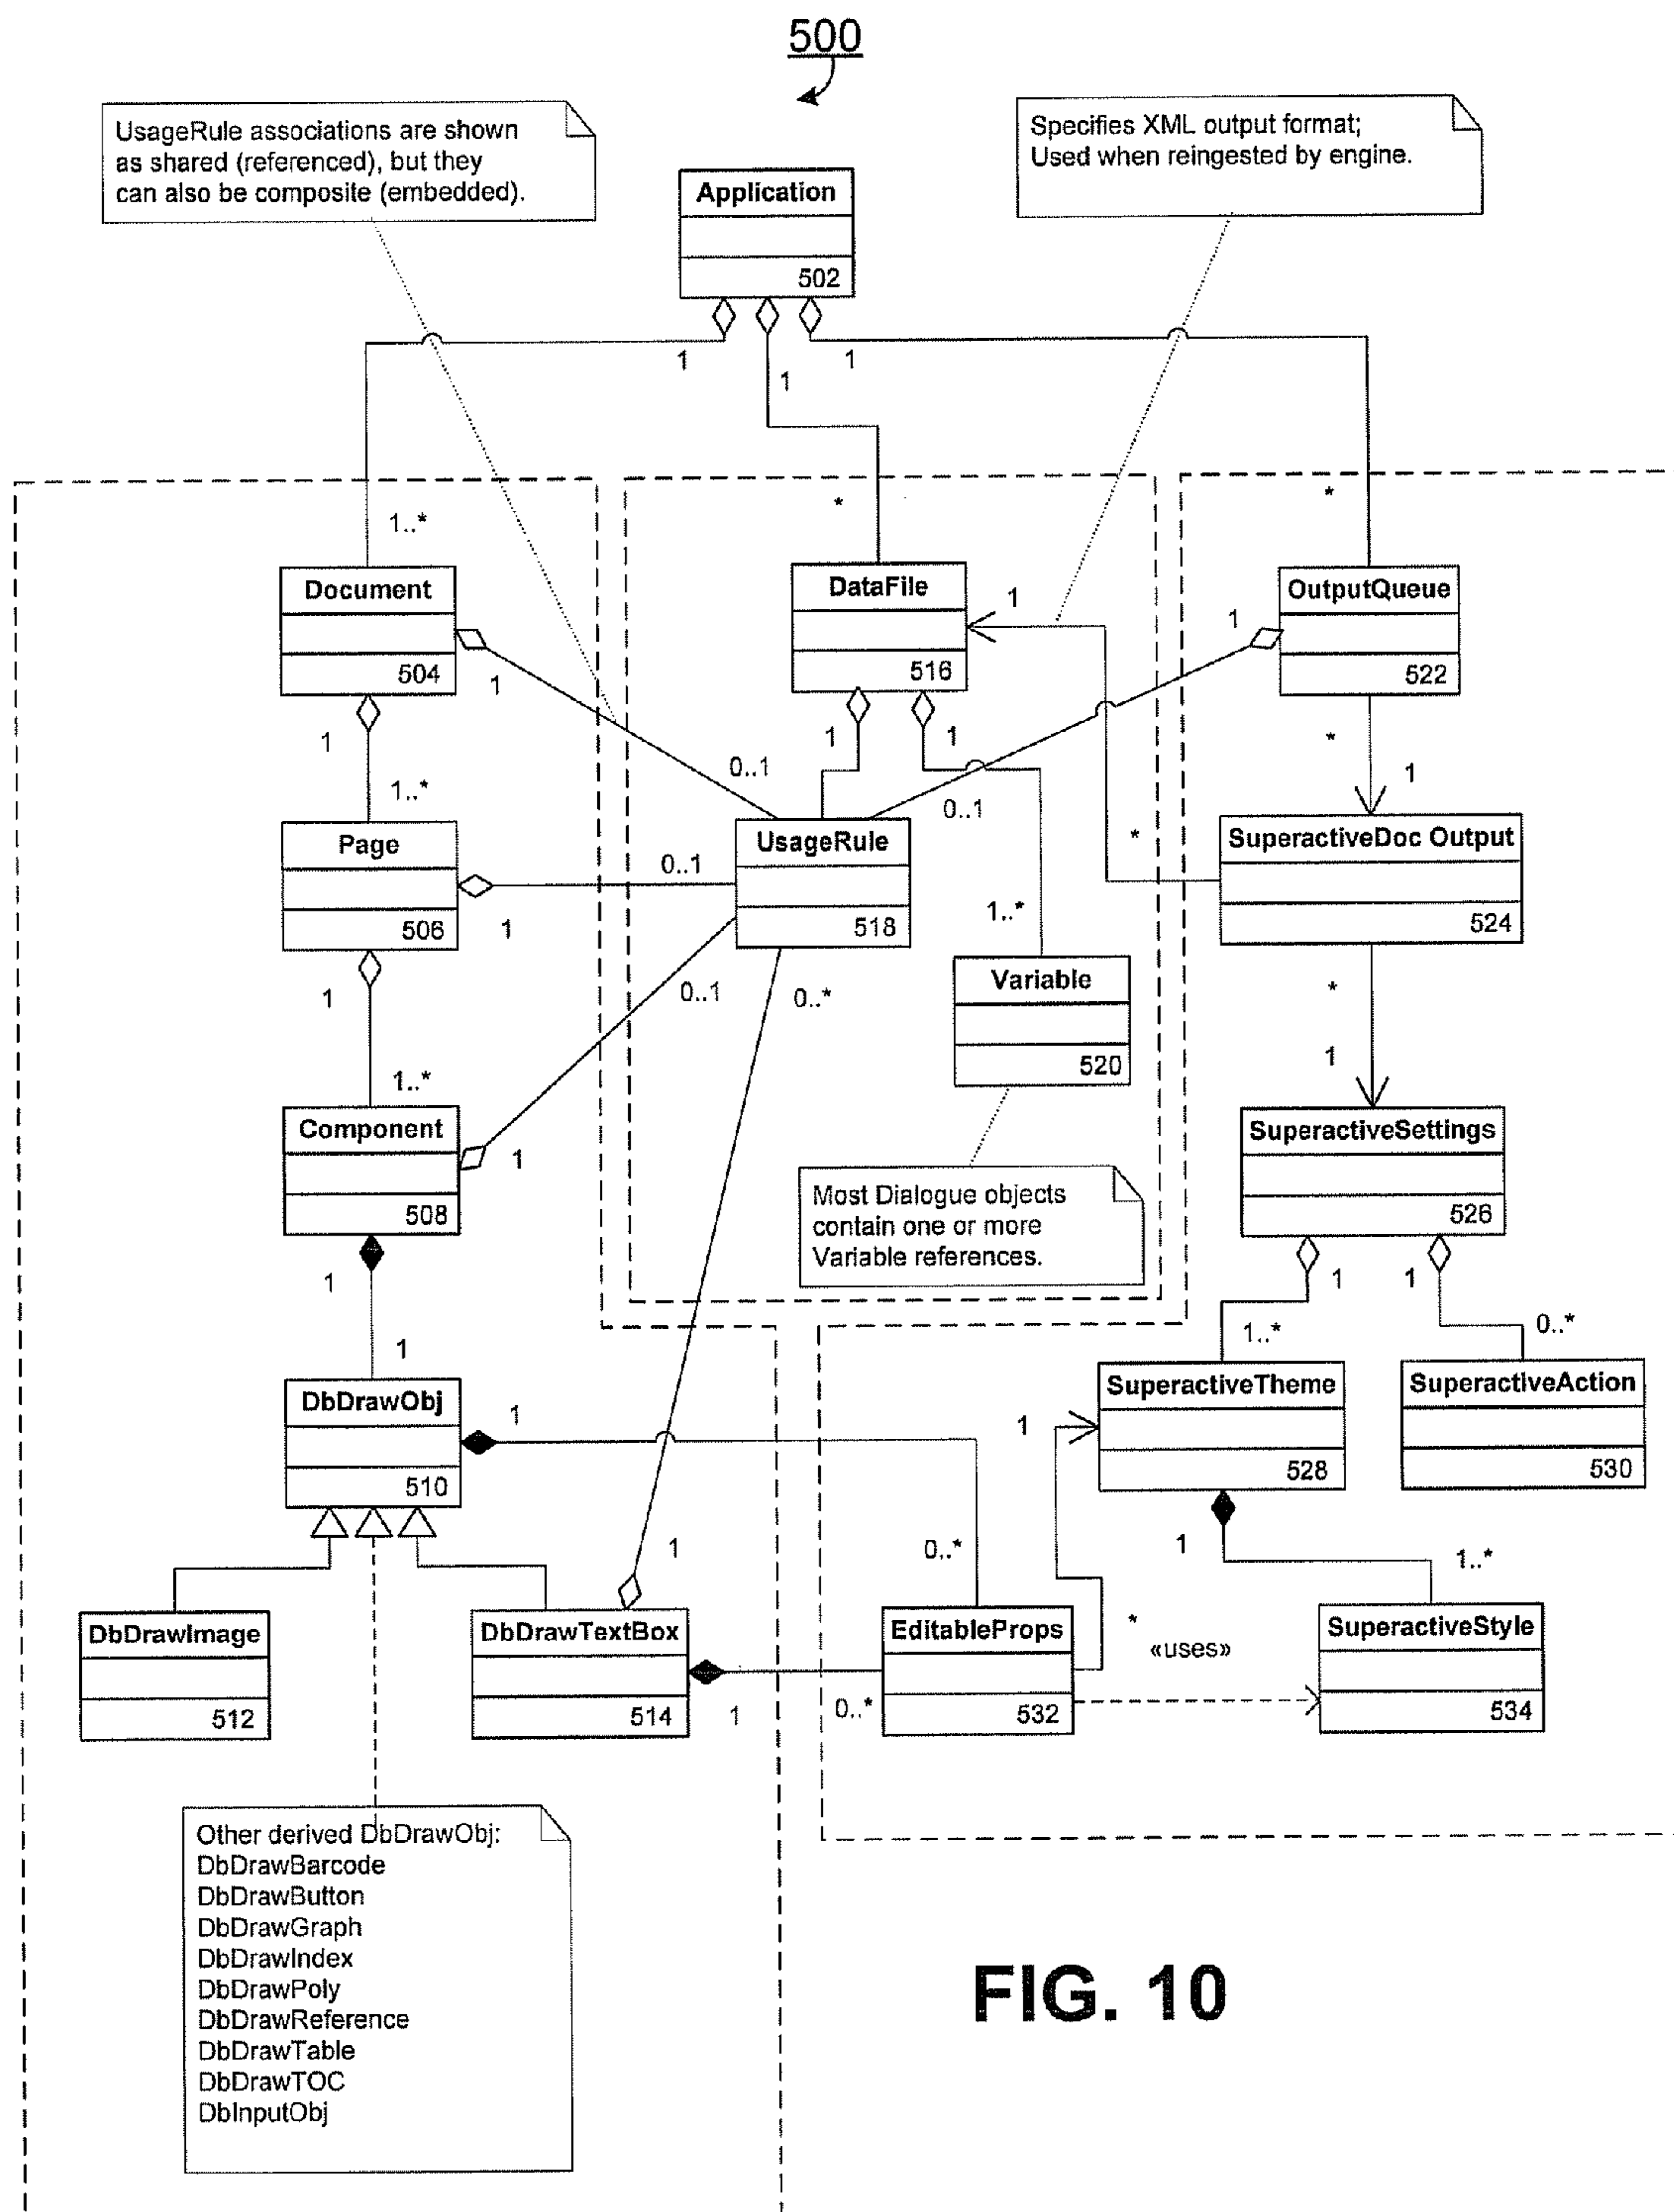 500
UsageRule associations are shown
as shared (referenced), but they
can also be composite (embedded).
Specifies XML output format;
Used when reingested by engine.
Application
502
1
1
1
1..*
*
*
Document
504
DataFile
516
OutputQueue
522
1
1
1
1
1
1
*
1
1..*
0..1
0..1
Page
506
UsageRule
518
SuperactiveDoc Output
524
*
0..1
1
1..*
1
0..1
0..*
*
Variable
520
1
1..*
Component
508
1
SuperactiveSettings
526
Most Dialogue objects
contain one or more
Variable references.
1
1
1
1
1..*
0..*
DbDrawObj
510
1
SuperactiveTheme
528
SuperactiveAction
530
1
1
0..*
1
1..*
DbDrawImage
512
DbDrawTextBox
514
EditableProps
532
SuperactiveStyle
534
*
«uses»
1
0..*
Other derived DbDrawObj:
DbDrawBarcode
DbDrawButton
DbDrawGraph
DbDrawIndex
DbDrawPoly
DbDrawReference
DbDrawTable
DbDrawTOC
DbInputObj
FIG. 10